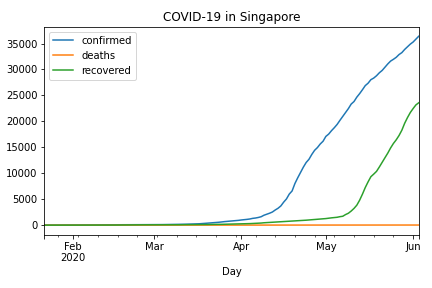 COVID-19 in Singapore
confirmed
deaths
recovered
35000
30000
25000
20000
15000
10000
5000
0
Feb
2020
Mar
Apr
May
Jun
Day